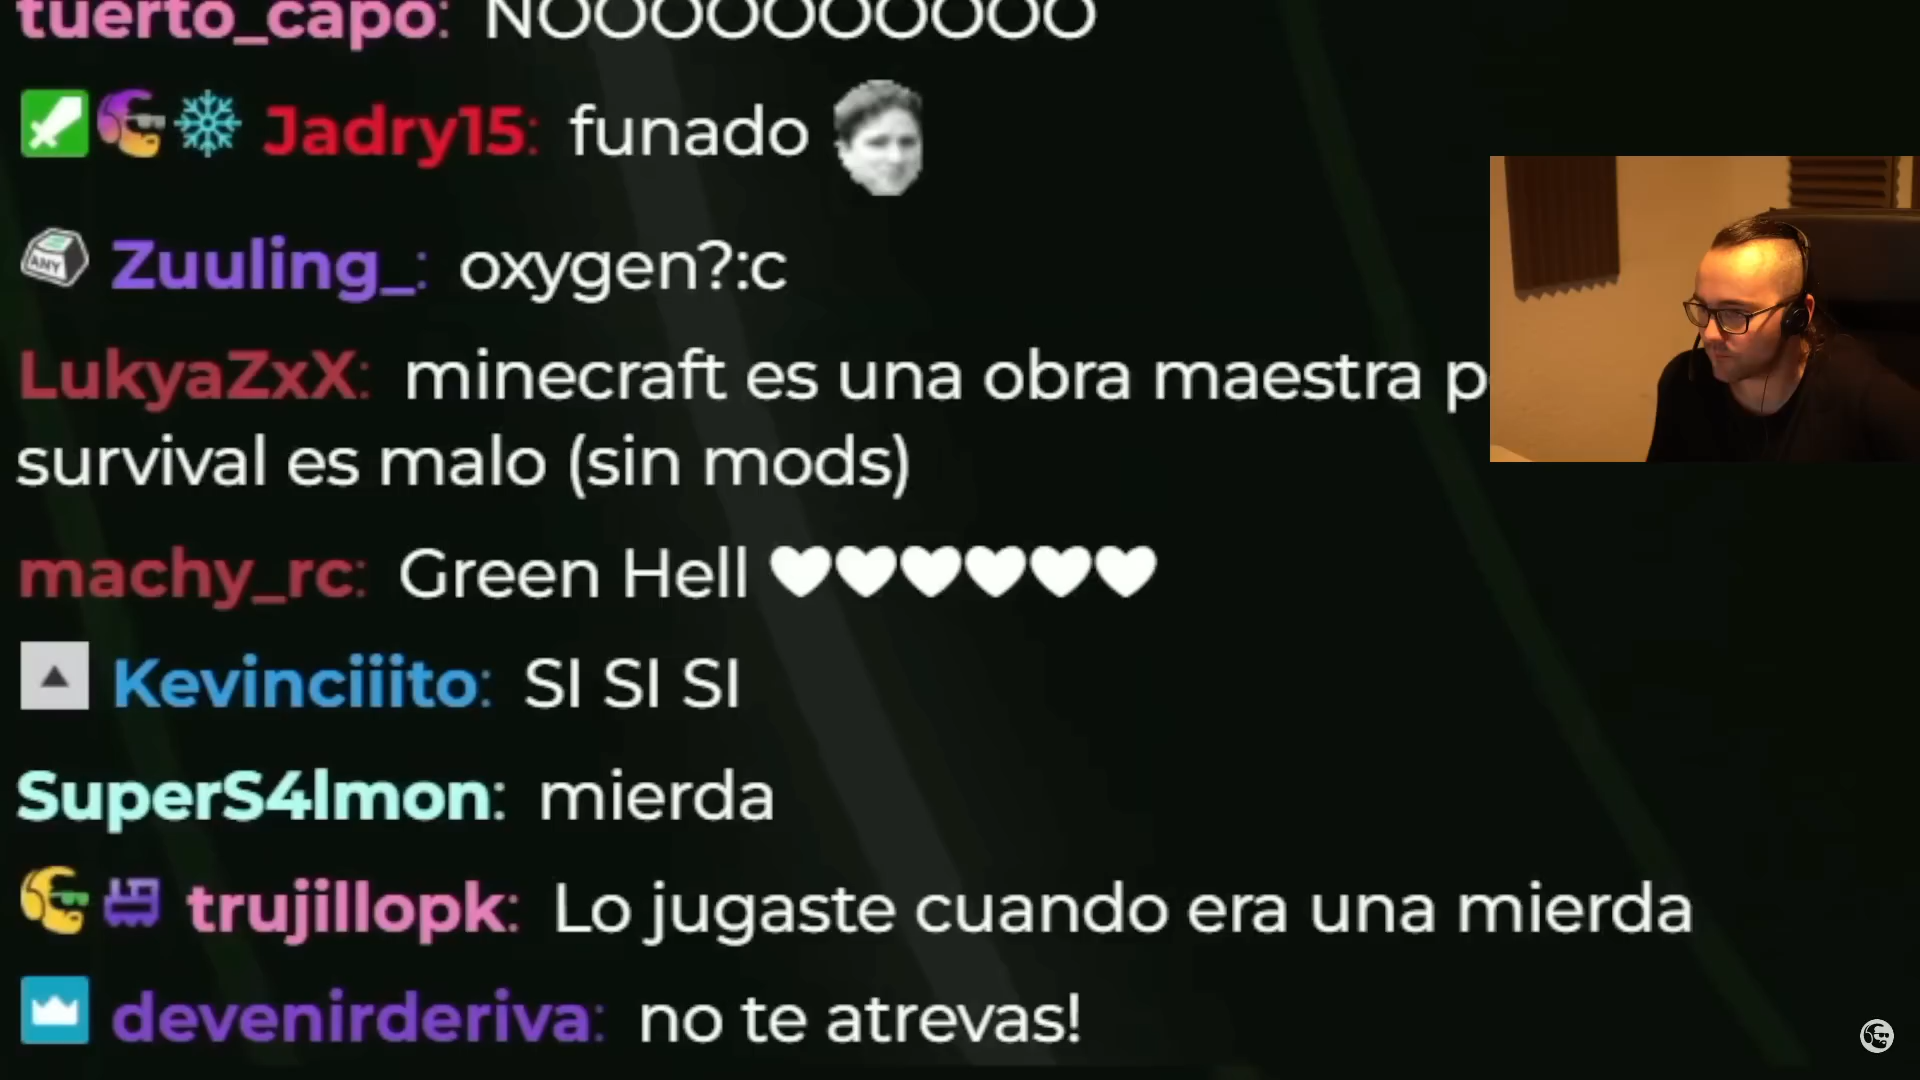 tuerto_capo: NOOOOOOOOOOO
Jadry15: funado
ANY Zuuling_: oxygen?:c
LukyaZxX: minecraft es una obra maestra
survival es malo (sin mods)
machy_rc: Green Hell ♥♥♥♥♥♥
Kevinciiito: SI SI SI
SuperS4lmon: mierda
trujillopk: Lo jugaste cuando era una mierda
devenirderiva: no te atrevas!